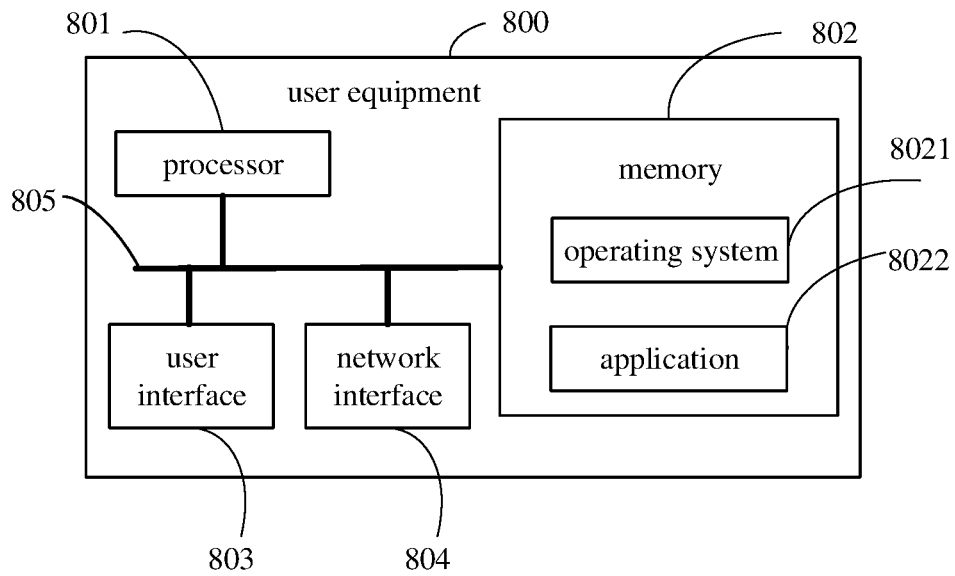 801
800
802
user equipment
processor
memory
8021
805
operating system
8022
user
interface
network
interface
application
803
804